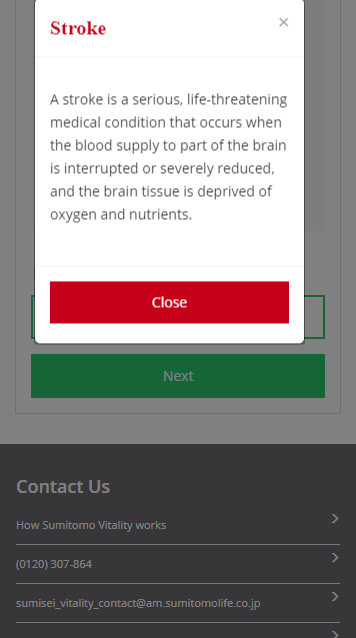 Stroke
×
A stroke is a serious, life-threatening
medical condition that occurs when
the blood supply to part of the brain
is interrupted or severely reduced,
and the brain tissue is deprived of
oxygen and nutrients.
Close
Next
Contact Us
How Sumitomo Vitality works
(0120) 307-864
sumisei_vitality_contact@am.sumitomolife.co.jp